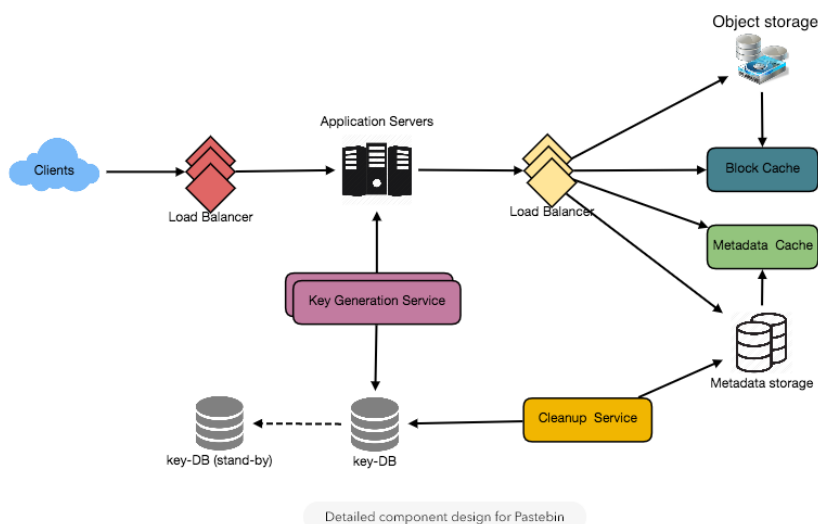 Object storage
Application Servers
Clients
Block Cache
Load Balancer
Load Balancer
Metadata Cache
Key Generation Service
Metadata storage
Cleanup Service
key-DB (stand-by)
key-DB
Detailed component design for Pastebin